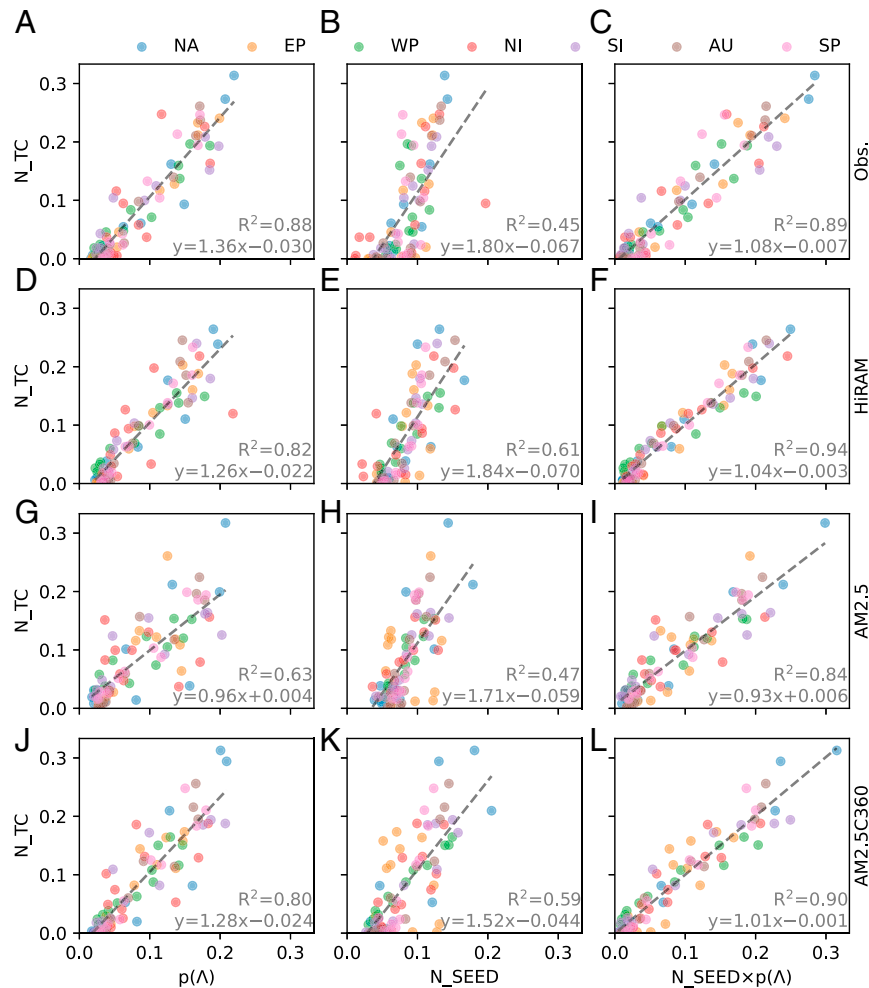 A B C
NA EP WP NI SI AU SP
0.3
0.2
0.1
0.0
N_TC
R²=0.88
y=1.36x−0.030
R²=0.45
y=1.80x−0.067
R²=0.89
y=1.08x−0.007
Obs.
D E F
0.3
0.2
0.1
0.0
N_TC
R²=0.82
y=1.26x−0.022
R²=0.61
y=1.84x−0.070
R²=0.94
y=1.04x−0.003
HiRAM
G H I
0.3
0.2
0.1
0.0
N_TC
R²=0.63
y=0.96x+0.004
R²=0.47
y=1.71x−0.059
R²=0.84
y=0.93x+0.006
AM2.5
J K L
0.3
0.2
0.1
0.0
N_TC
R²=0.80
y=1.28x−0.024
R²=0.59
y=1.52x−0.044
R²=0.90
y=1.01x−0.001
AM2.5C360
0.0 0.1 0.2 0.3
p(Λ)
0.0 0.1 0.2 0.3
N_SEED
0.0 0.1 0.2 0.3
N_SEED×p(Λ)